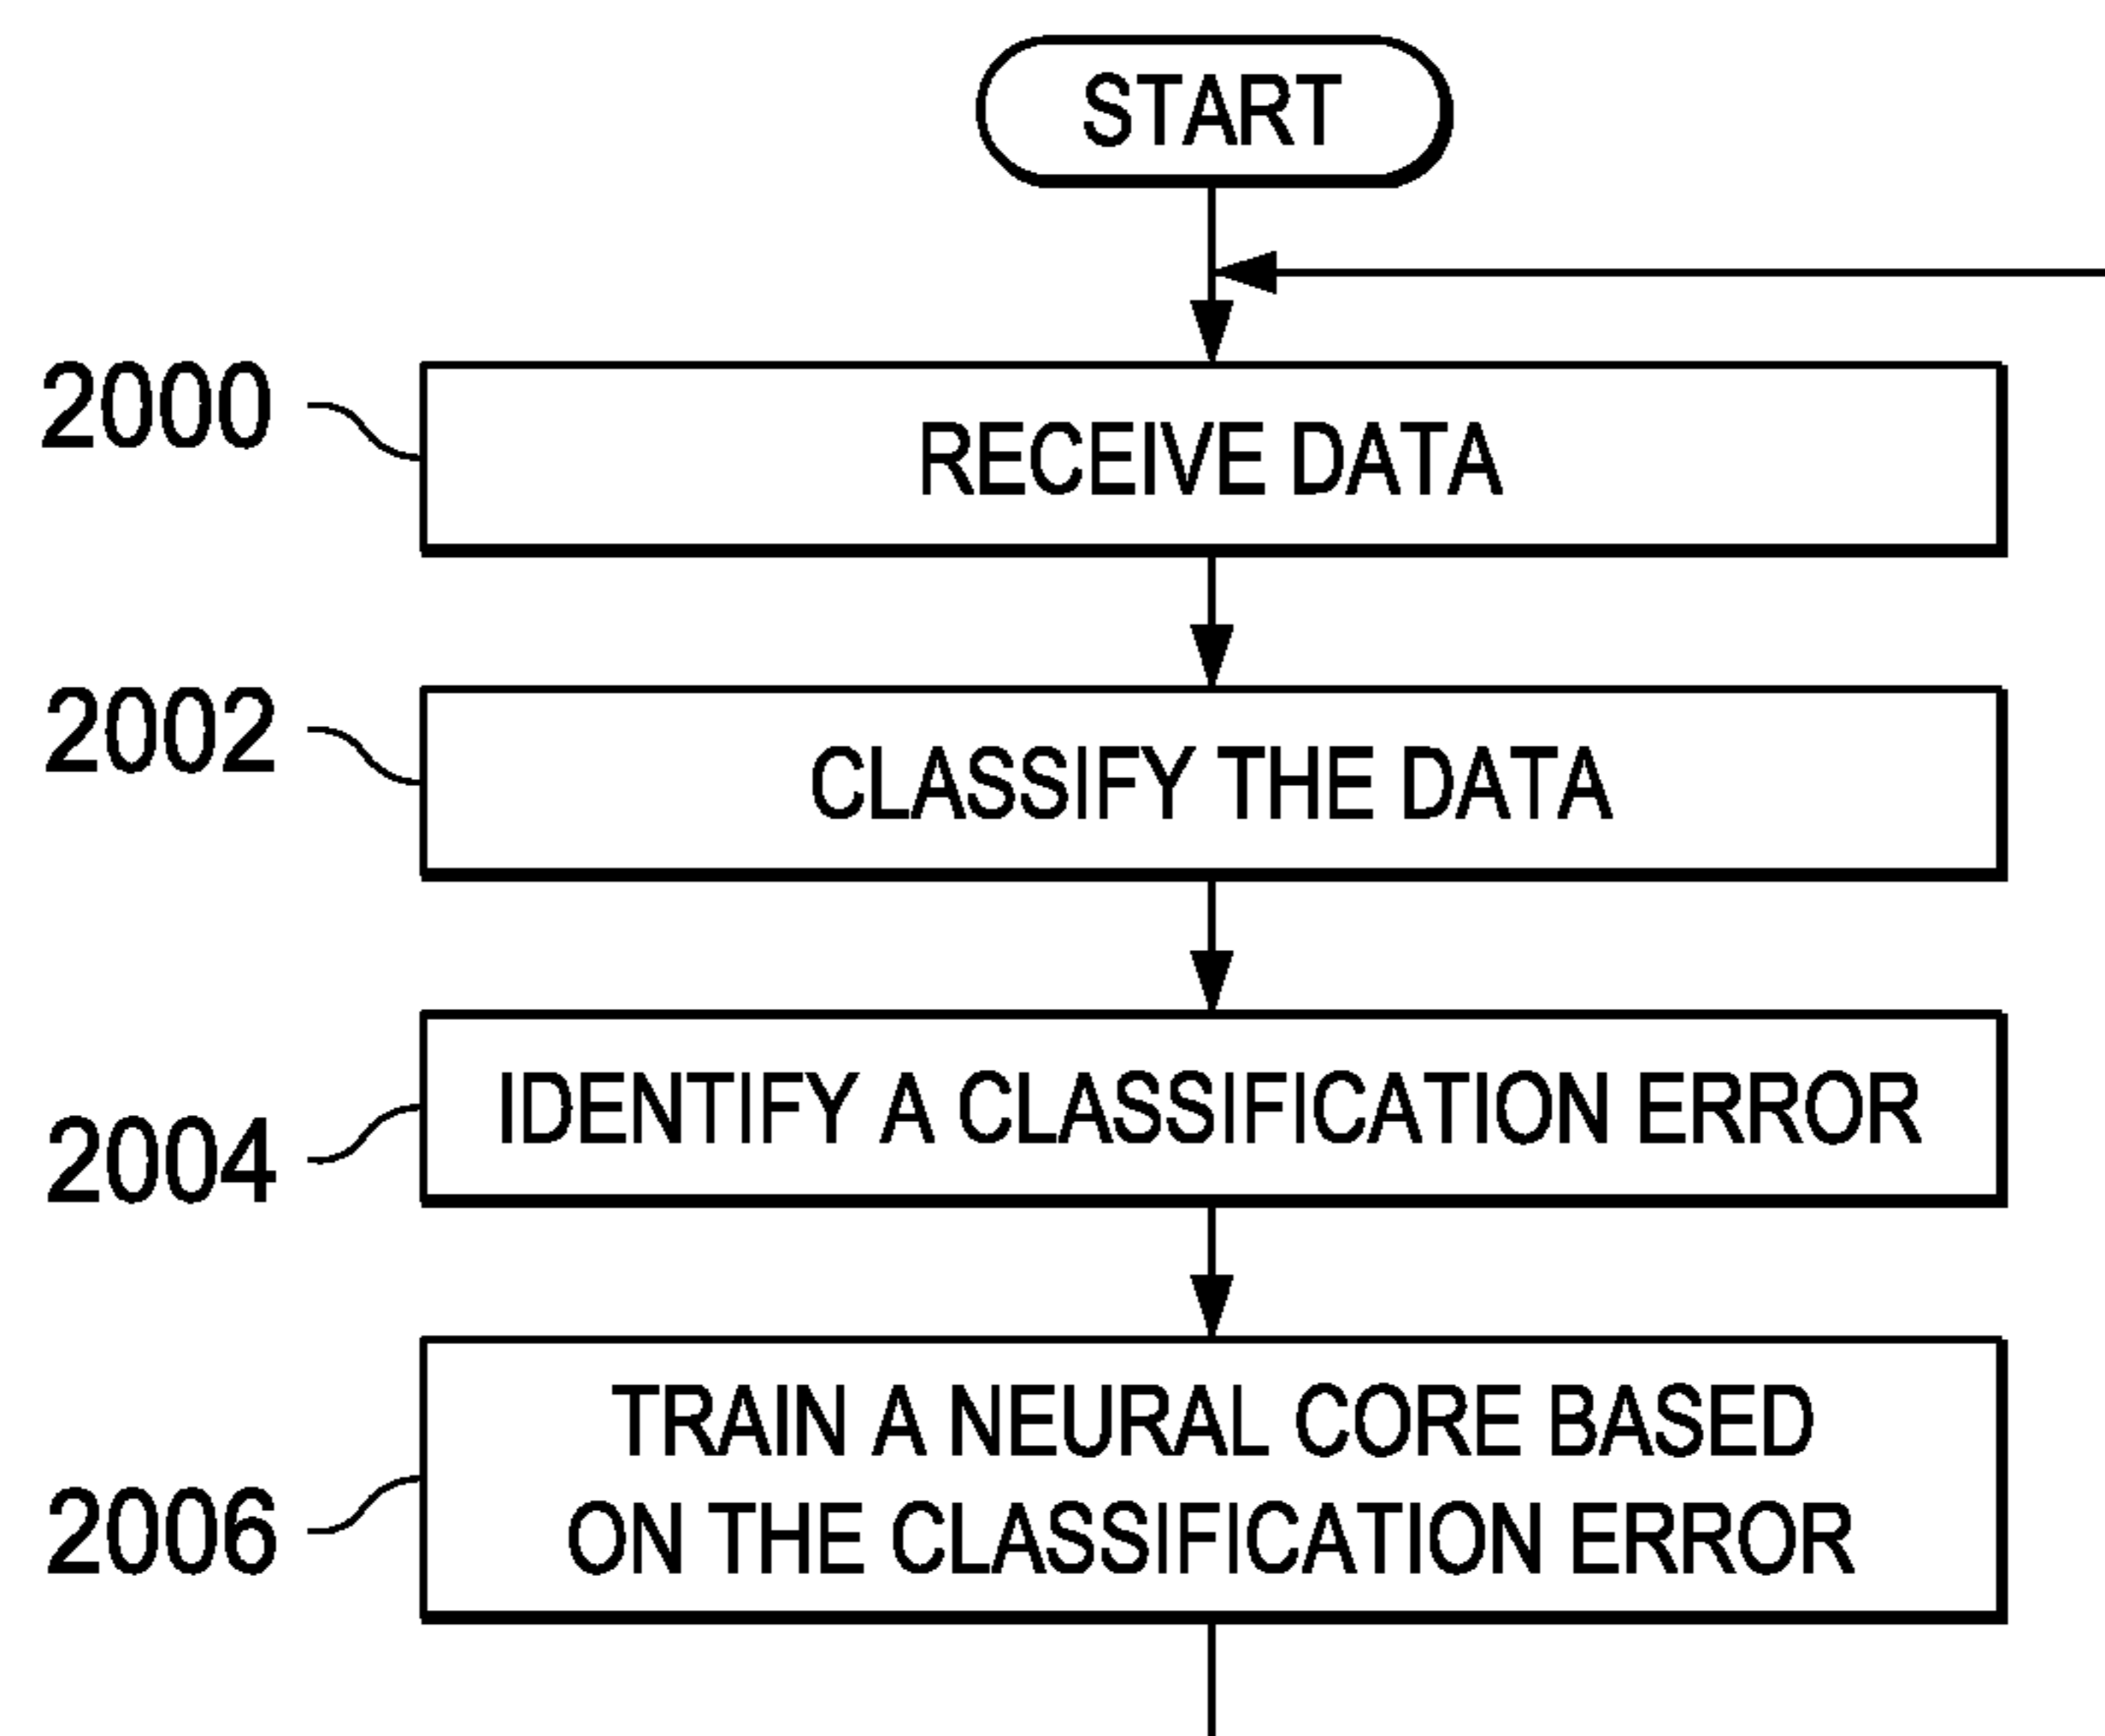 START
2000
RECEIVE DATA
2002
CLASSIFY THE DATA
2004
IDENTIFY A CLASSIFICATION ERROR
2006
TRAIN A NEURAL CORE BASED
ON THE CLASSIFICATION ERROR